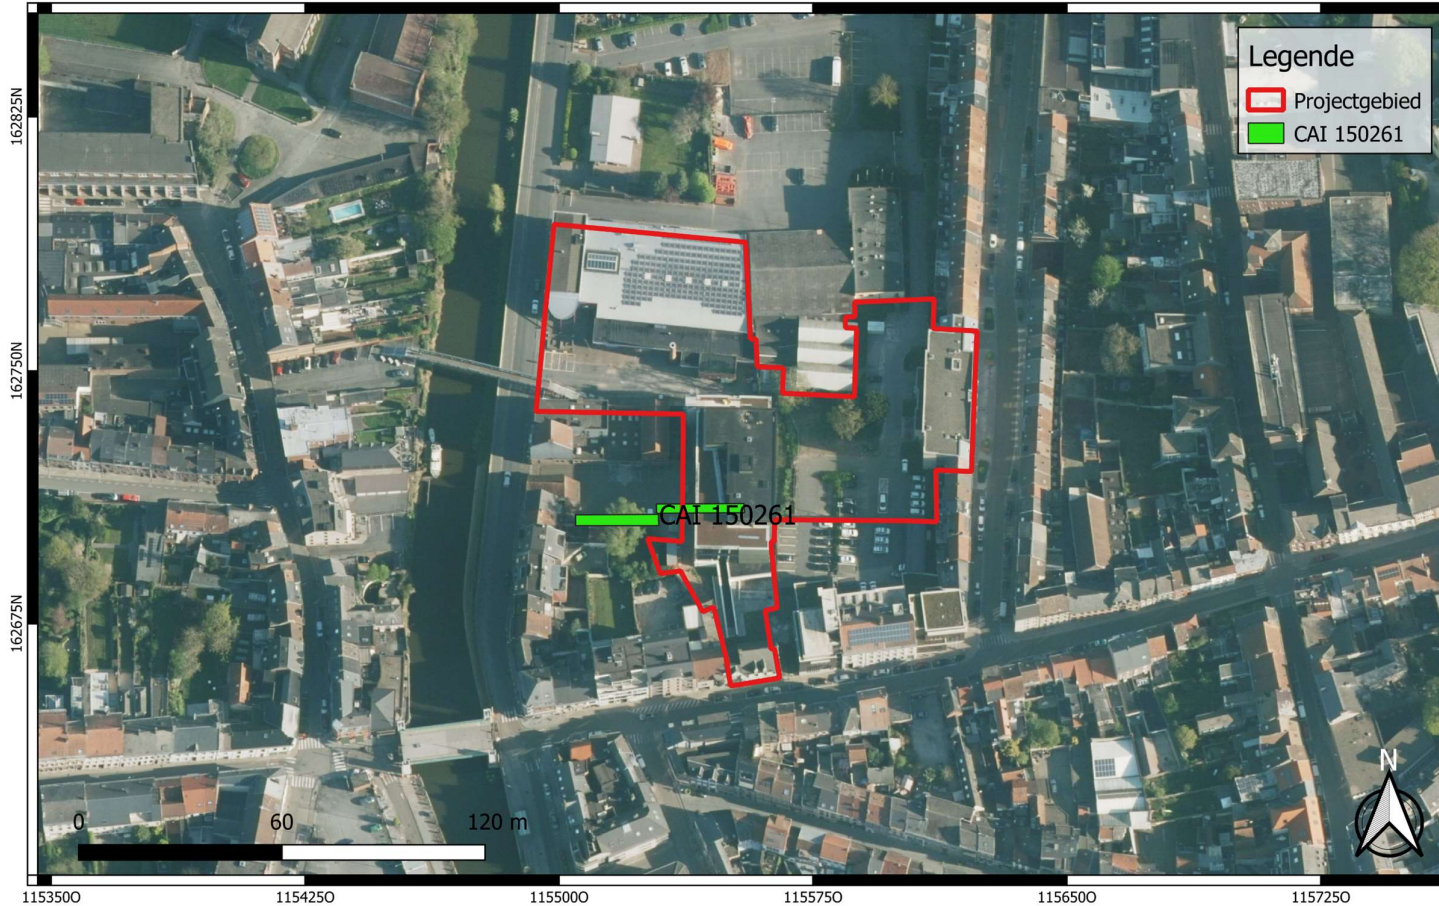 Legende
Projectgebied
CAI 150261
162825N
162750N
CAI 150261
162675N
N
0 60 120 m
115350O 115425O 115500O 115575O 115650O 115725O